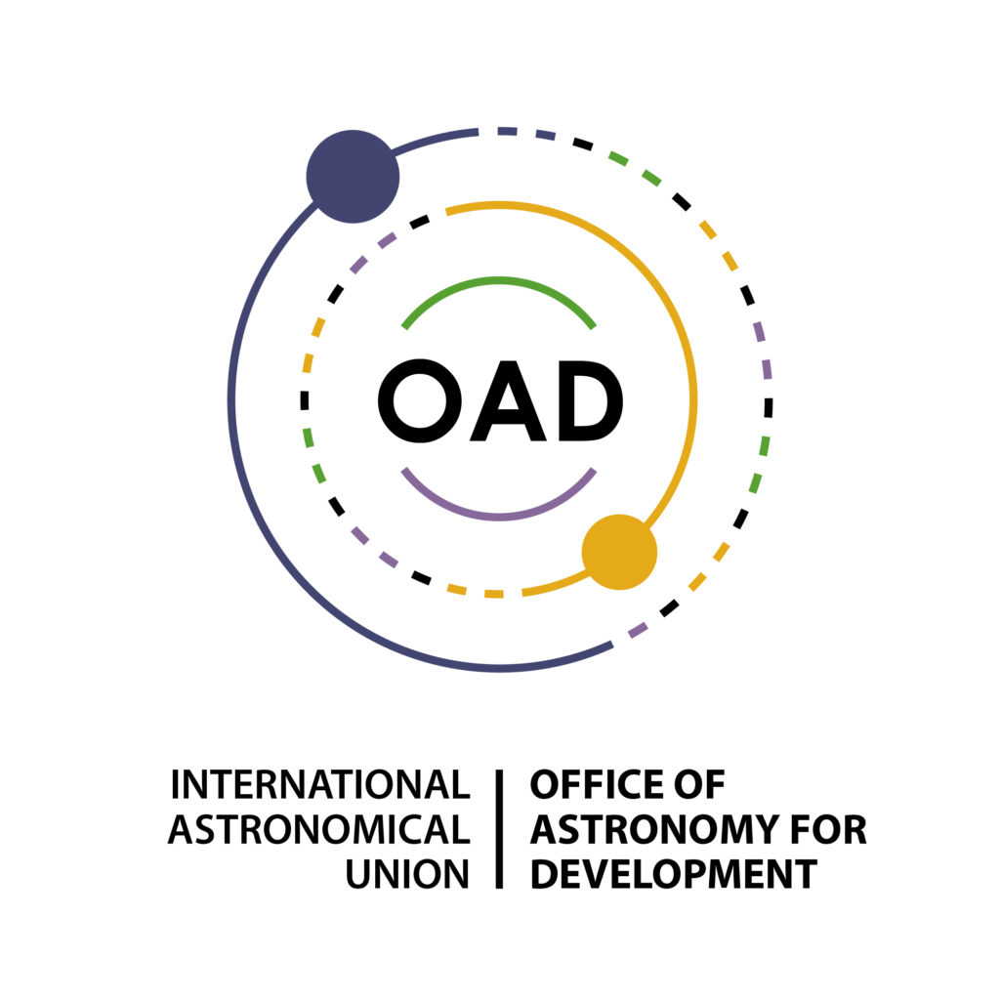 OAD
INTERNATIONAL
ASTRONOMICAL
UNION
OFFICE OF
ASTRONOMY FOR
DEVELOPMENT